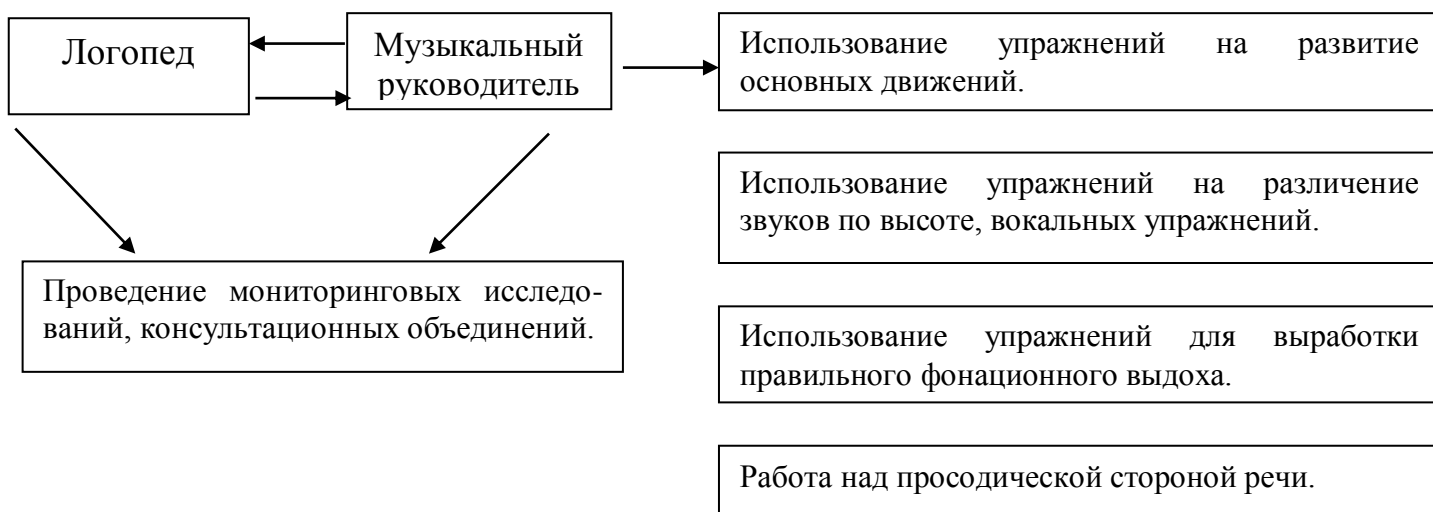 Логопед
Музыкальный
руководитель
Использование упражнений на развитие
основных движений.
Использование упражнений на различение
звуков по высоте, вокальных упражнений.
Проведение мониторинговых исследо-
ваний, консультационных объединений.
Использование упражнений для выработки
правильного фонационного выдоха.
Работа над просодической стороной речи.